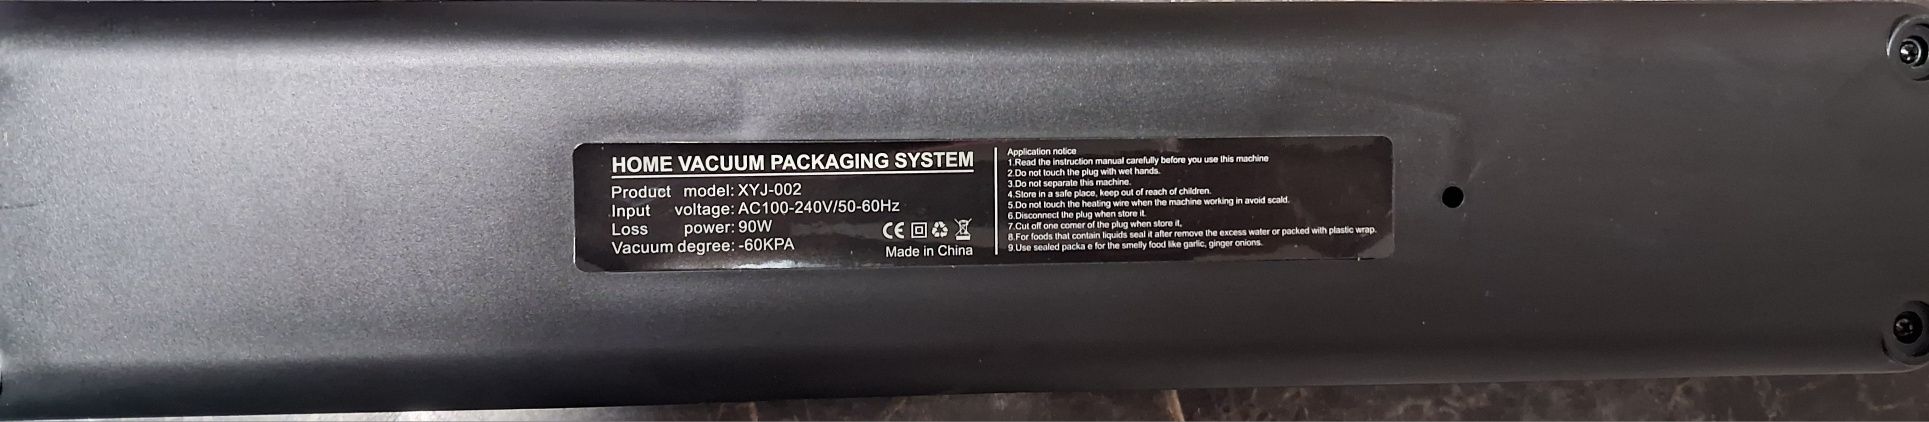 HOME VACUUM PACKAGING SYSTEM
Product model: XYJ-002
Input voltage: AC100-240V/50-60Hz
Loss power: 90W
Vacuum degree: -60KPA
CE
Made in China
Application notice
1.Read the instruction manual carefully before you use this machine
2.Do not touch the plug with wet hands.
3.Do not separate this machine.
4.Store in a safe place, keep out of reach of children.
5.Do not touch the heating wire when the machine working in avoid scald.
6.Disconnect the plug when store it.
7.Cut off one corner of the plug when store it,
8.For foods that contain liquids seal it after remove the excess water or packed with plastic wrap.
9.Use sealed packa e for the smelly food like garlic, ginger onions.